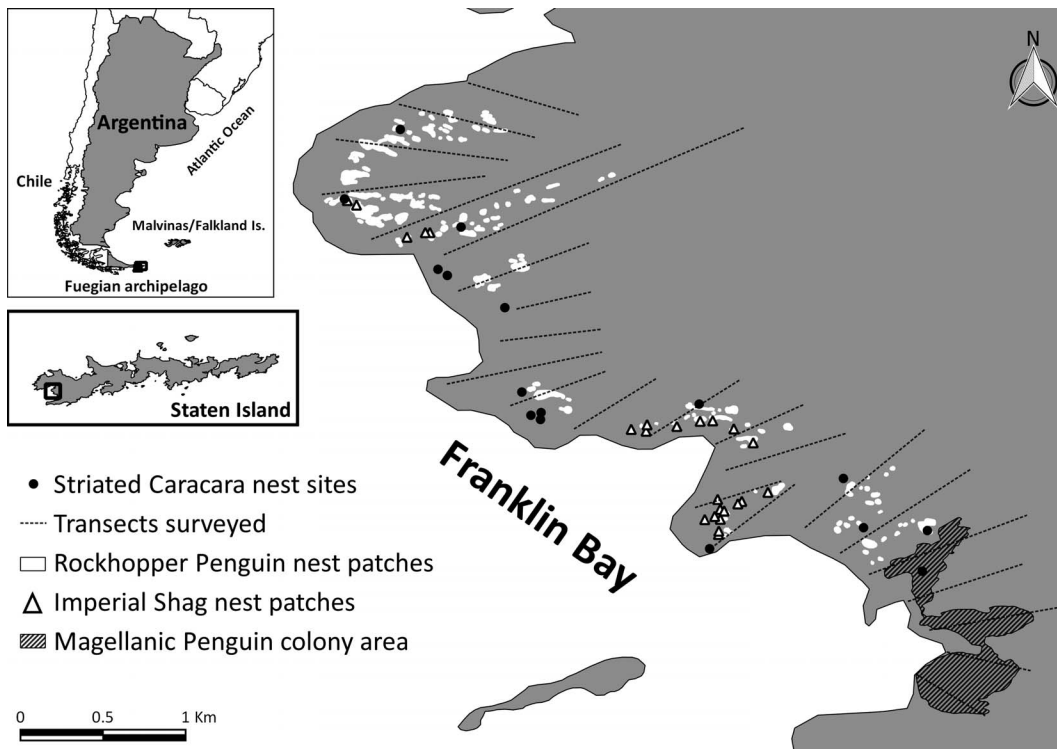 Argentina
Atlantic Ocean
Chile
Malvinas/Falkland Is.
Fuegian archipelago
Staten Island
N
Franklin Bay
Striated Caracara nest sites
Transects surveyed
Rockhopper Penguin nest patches
Imperial Shag nest patches
Magellanic Penguin colony area
0 0.5 1 Km